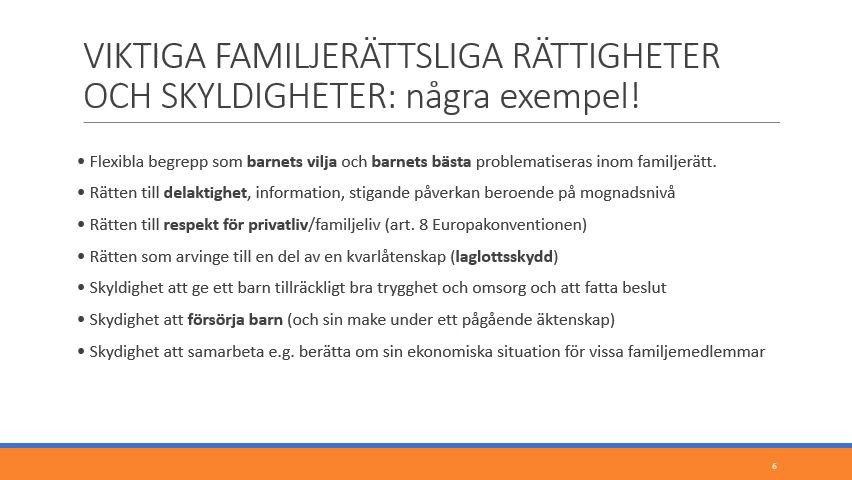 VIKTIGA FAMILJERÄTTSLIGA RÄTTIGHETER
OCH SKYLDIGHETER: några exempel!
• Flexibla begrepp som barnets vilja och barnets bästa problematiseras inom familjerätt.
• Rätten till delaktighet, information, stigande påverkan beroende på mognadsnivå
• Rätten till respekt för privatliv/familjeliv (art. 8 Europakonventionen)
• Rätten som arvinge till en del av en kvarlåtenskap (laglottsskydd)
• Skyldighet att ge ett barn tillräckligt bra trygghet och omsorg och att fatta beslut
• Skydighet att försörja barn (och sin make under ett pågående äktenskap)
• Skydighet att samarbeta e.g. berätta om sin ekonomiska situation för vissa familjemedlemmar
6